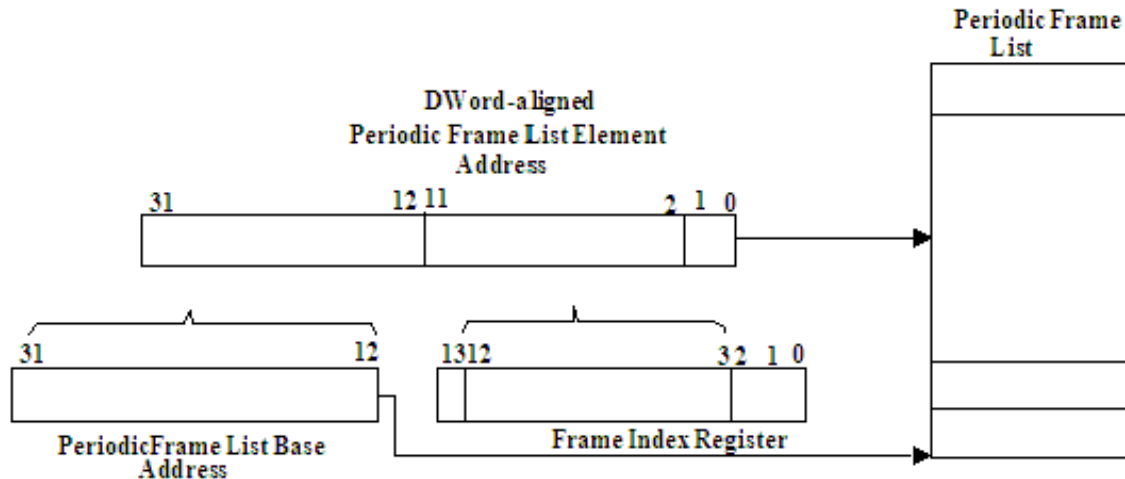 Periodic Frame
List
DWord-aligned
Periodic Frame List Element
Address
31 12 11 2 1 0
31 12
1312 3 2 1 0
PeriodicFrame List Base
Address
Frame Index Register